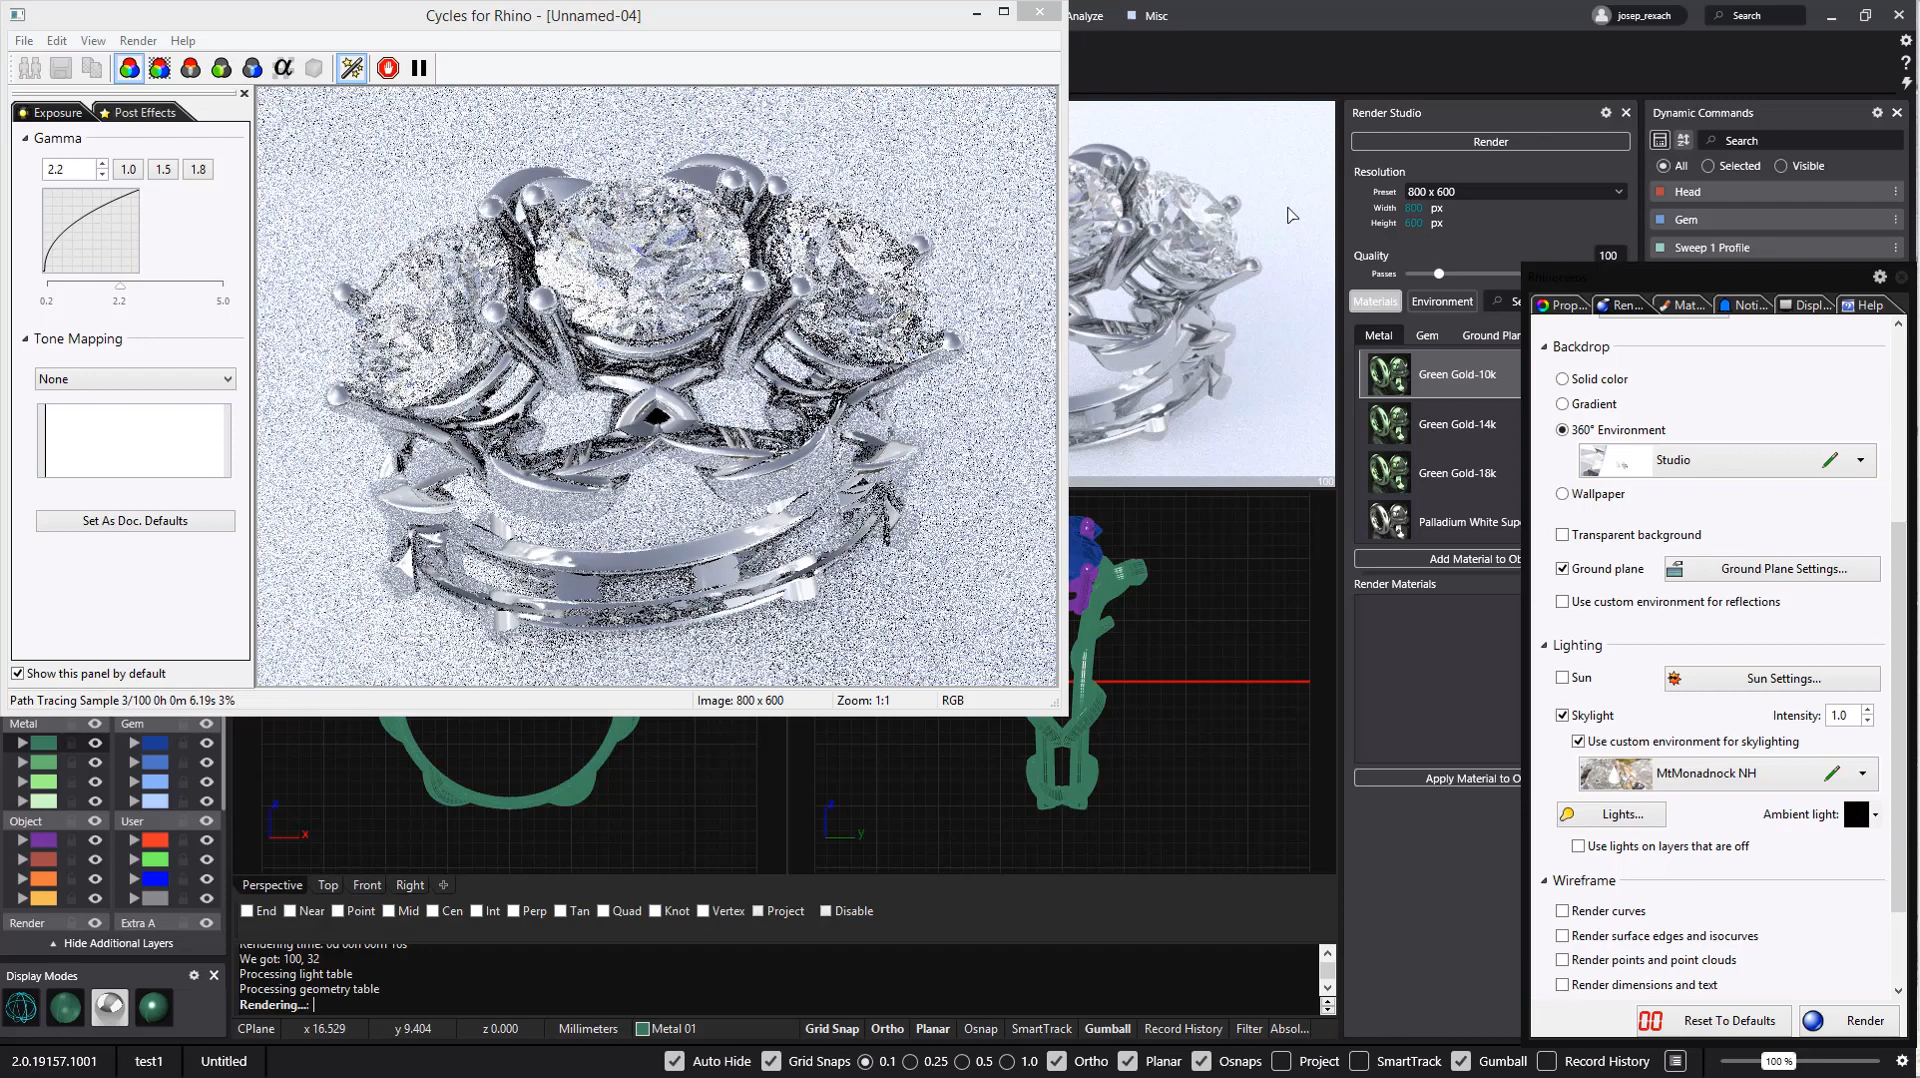 Cycles for Rhino - [Unnamed-04]
File Edit View Render Help
Analyze Misc
josep_rexach
Search
Exposure Post Effects
Gamma
2.2 1.0 1.5 1.8
0.2 2.2 5.0
Tone Mapping
None
Set As Doc. Defaults
Show this panel by default
Path Tracing Sample 3/100 0h 0m 6.19s 3%
Image: 800 x 600
Zoom: 1:1
RGB
100
Render Studio
Render
Resolution
Preset 800 x 600
Width 800 px
Height 600 px
Quality 100
Passes
Materials Environment
Metal Gem Ground Plan
Green Gold-10k
Green Gold-14k
Green Gold-18k
Palladium White Supe
Add Material to Ob
Render Materials
Apply Material to O
Dynamic Commands
Search
All Selected Visible
Head
Gem
Sweep 1 Profile
Prop... Ren... Mat... Noti... Displ... Help
Backdrop
Solid color
Gradient
360° Environment
Studio
Wallpaper
Transparent background
Ground plane Ground Plane Settings...
Use custom environment for reflections
Lighting
Sun Sun Settings...
Skylight Intensity: 1.0
Use custom environment for skylighting
MtMonadnock NH
Lights... Ambient light:
Use lights on layers that are off
Wireframe
Render curves
Render surface edges and isocurves
Render points and point clouds
Render dimensions and text
Reset To Defaults Render
Metal Gem
Object User
Render Extra A
Hide Additional Layers
Display Modes
z x
z y
Perspective Top Front Right
End Near Point Mid Cen Int Perp Tan Quad Knot Vertex Project Disable
Rendering time: 0d 00h 00m 10s
We got: 100, 32
Processing light table
Processing geometry table
Rendering...:
CPlane x 16.529 y 9.404 z 0.000 Millimeters Metal 01 Grid Snap Ortho Planar Osnap SmartTrack Gumball Record History Filter Absol...
2.0.19157.1001 test1 Untitled Auto Hide Grid Snaps 0.1 0.25 0.5 1.0 Ortho Planar Osnaps Project SmartTrack Gumball Record History 100 %